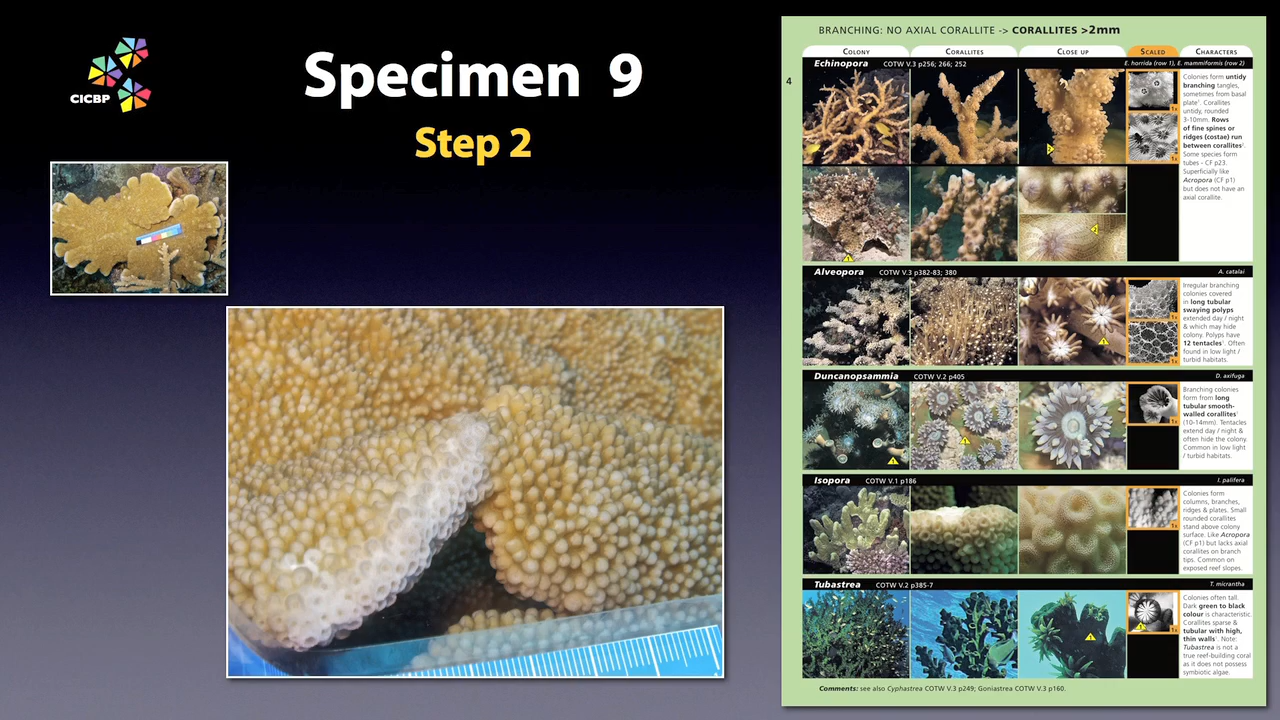 CICBP
Specimen 9
Step 2
BRANCHING: NO AXIAL CORALLITE -> CORALLITES >2mm
COLONY CORALLITES CLOSE UP SCALED CHARACTERS
4
Echinopora COTW V.3 p256; 266; 252 E. horrida (row 1), E. mammiformis (row 2)
Colonies form untidy
branching tangles,
sometimes from basal
plate¹. Corallites
untidy, rounded
3-10mm. Rows
of fine spines or
ridges (costae) run
between corallites².
Some species form
tubes - CF p23.
Superficially like
Acropora (CF p1)
but does not have an
axial corallite.
Alveopora COTW V.3 p382-83; 380 A. catalai
Irregular branching
colonies covered
in long tubular
swaying polyps
extended day / night
& which may hide
colony. Polyps have
12 tentacles¹. Often
found in low light /
turbid habitats.
Duncanopsammia COTW V.2 p405 D. axifuga
Branching colonies
form from long
tubular smooth-
walled corallites¹
(10-14mm). Tentacles
extend day / night &
often hide the colony.
Common in low light
/ turbid habitats.
Isopora COTW V.1 p186 I. palifera
Colonies form
columns, branches,
ridges & plates. Small
rounded corallites
stand above colony
surface. Like Acropora
(CF p1) but lacks axial
corallites on branch
tips. Common on
exposed reef slopes.
Tubastrea COTW V.2 p385-7 T. micrantha
Colonies often tall.
Dark green to black
colour is characteristic.
Corallites sparse &
tubular with high,
thin walls¹. Note:
Tubastrea is not a
true reef-building coral
as it does not possess
symbiotic algae.
Comments: see also Cyphastrea COTW V.3 p249; Goniastrea COTW V.3 p160.